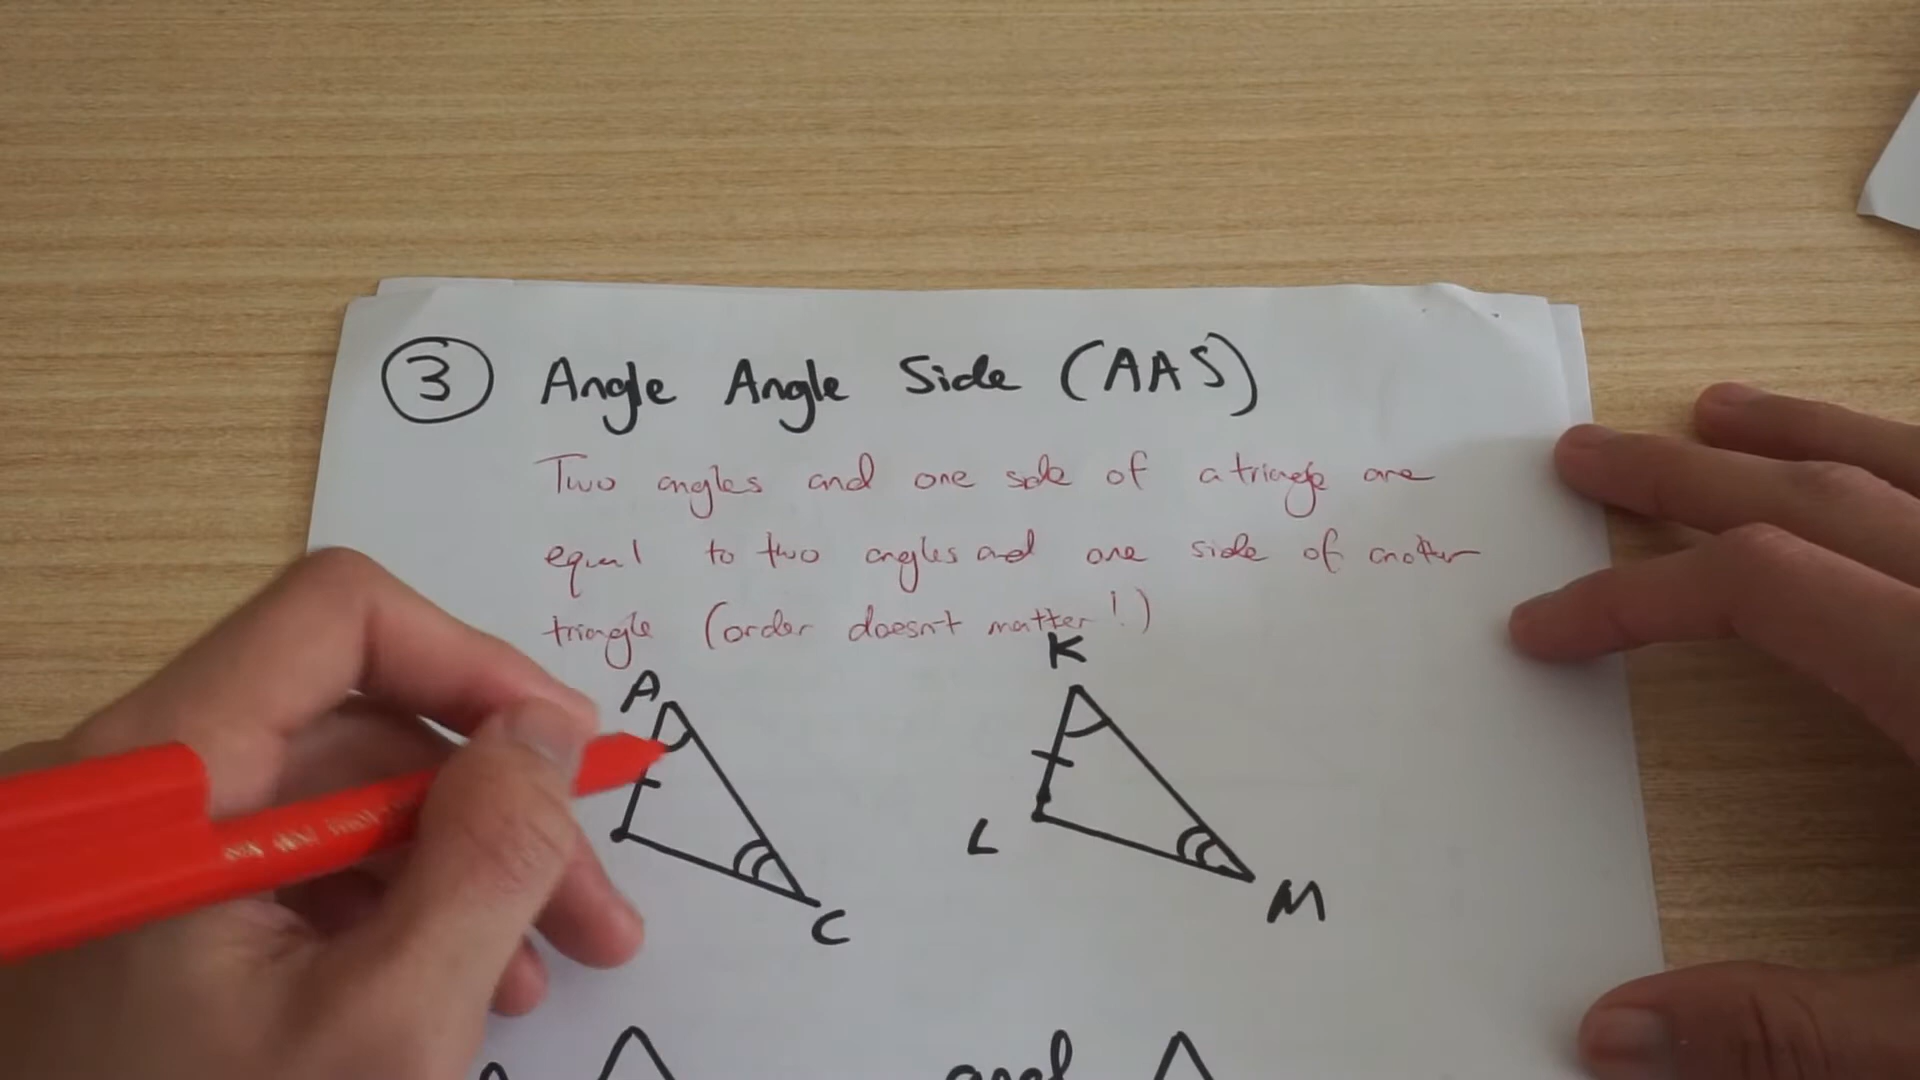 3 Angle Angle Side (AAS)
Two angles and one side of a triangle are
equal to two angles and one side of another
triangle (order doesn't matter!)
A K
L
C M
and